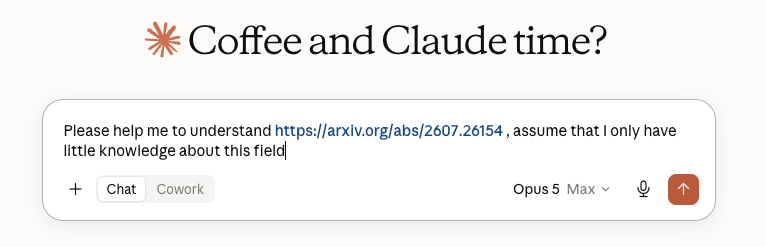 Coffee and Claude time?
Please help me to understand https://arxiv.org/abs/2607.26154 , assume that I only have
little knowledge about this field
Chat Cowork Opus 5 Max